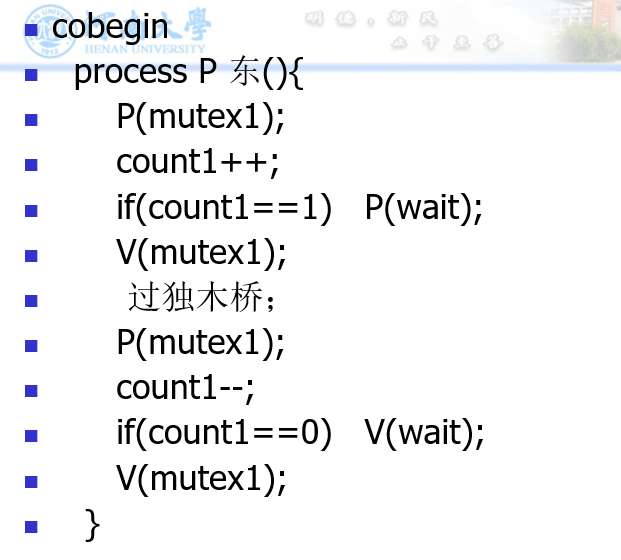 明德。新民
止于至善
HENAN UNIVERSITY
1912
cobegin
process P 东(){
P(mutex1);
count1++;
if(count1==1) P(wait);
V(mutex1);
过独木桥；
P(mutex1);
count1--;
if(count1==0) V(wait);
V(mutex1);
}